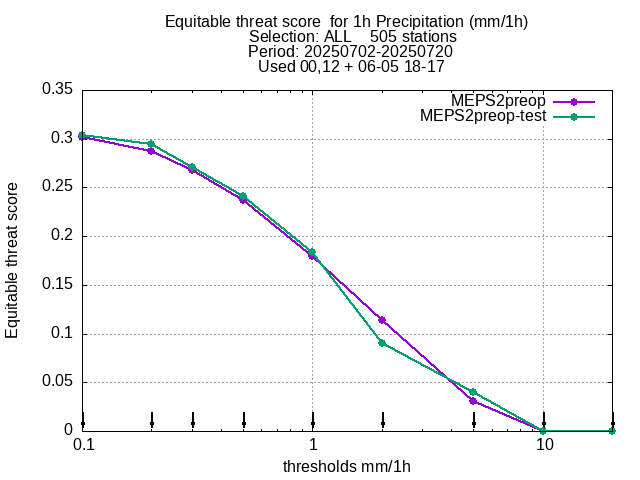 Equitable threat score  for 1h Precipitation (mm/1h)
Selection: ALL    505 stations
Period: 20250702-20250720
Used 00,12 + 06-05 18-17
MEPS2preop
MEPS2preop-test
0.35
0.3
0.25
0.2
0.15
0.1
0.05
0
Equitable threat score
0.1
1
10
thresholds mm/1h